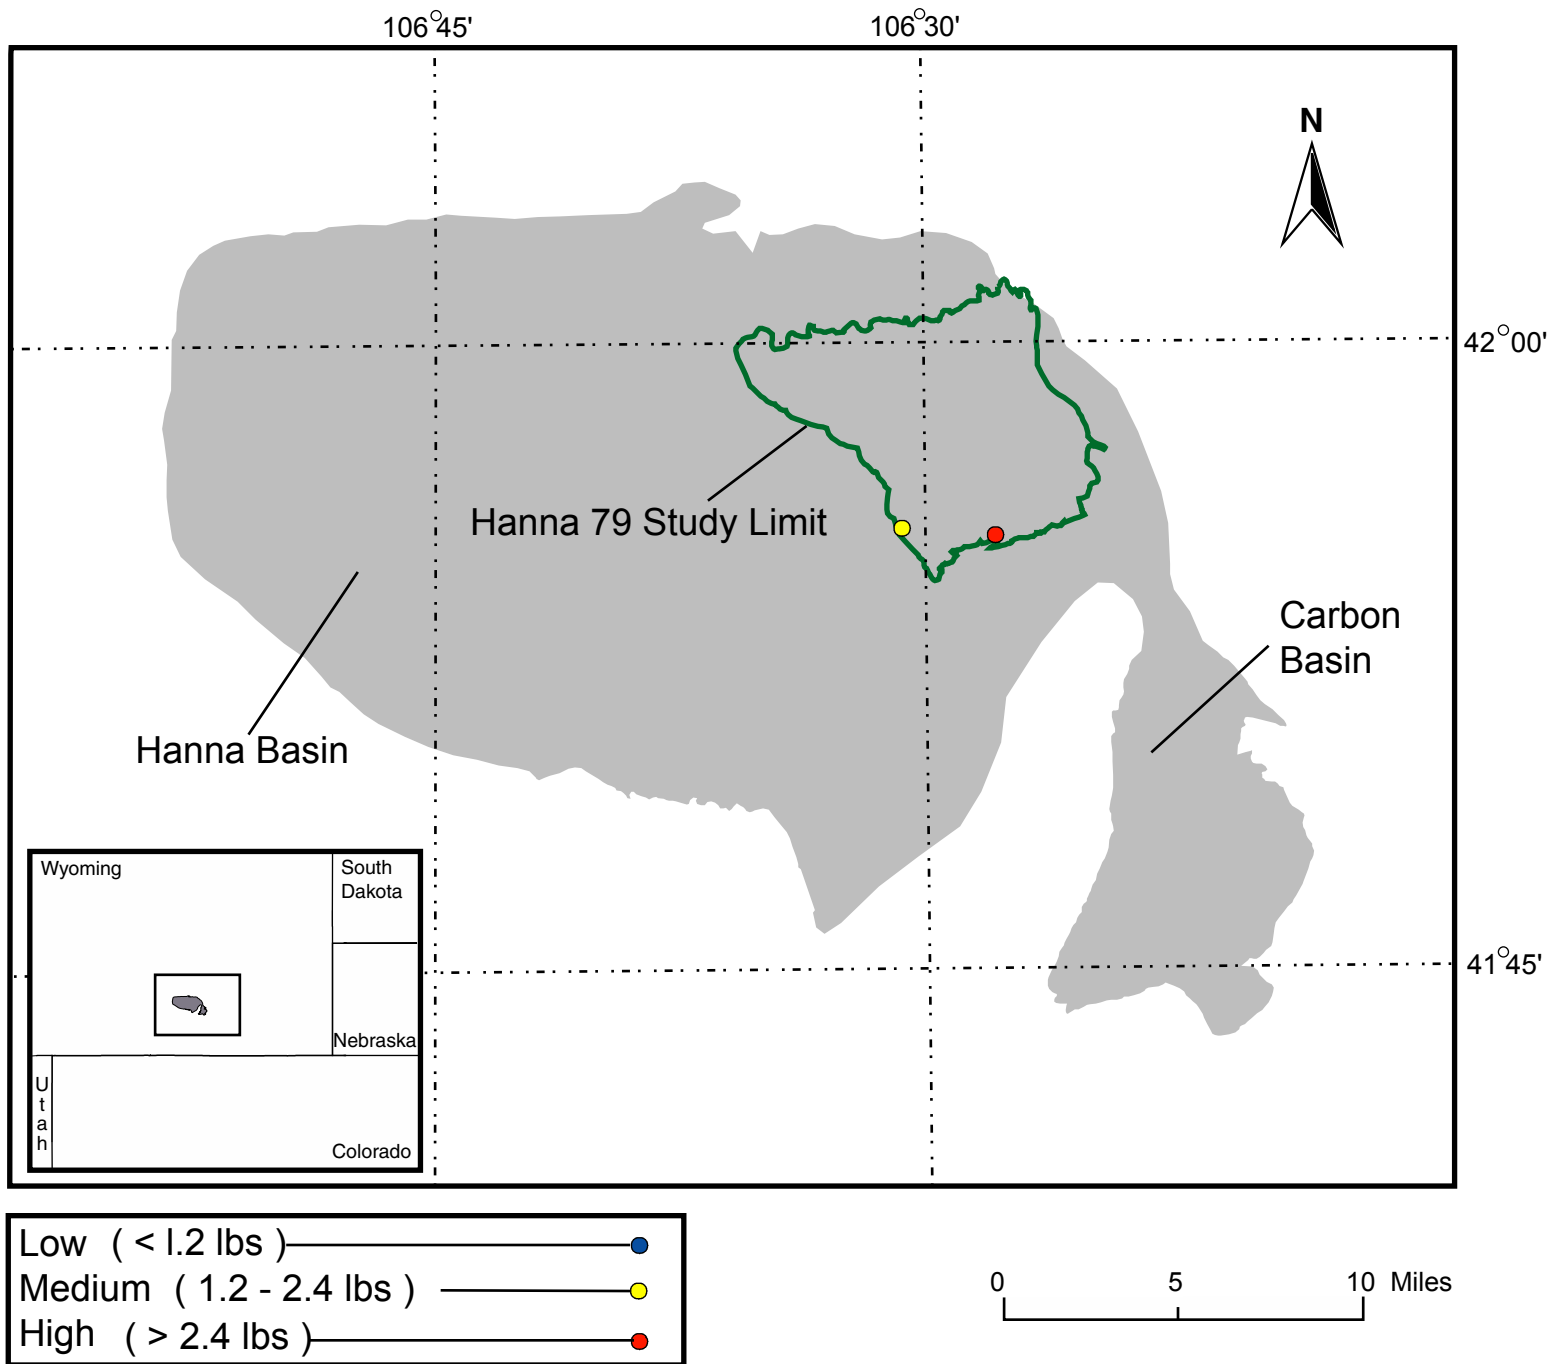 106°45'
106°30'
N
42°00'
Hanna 79 Study Limit
Carbon
Basin
Hanna Basin
Wyoming
South
Dakota
Nebraska
Utah
Colorado
41°45'
Low ( < l.2 lbs )
Medium ( 1.2 - 2.4 lbs )
High ( > 2.4 lbs )
0 5 10 Miles